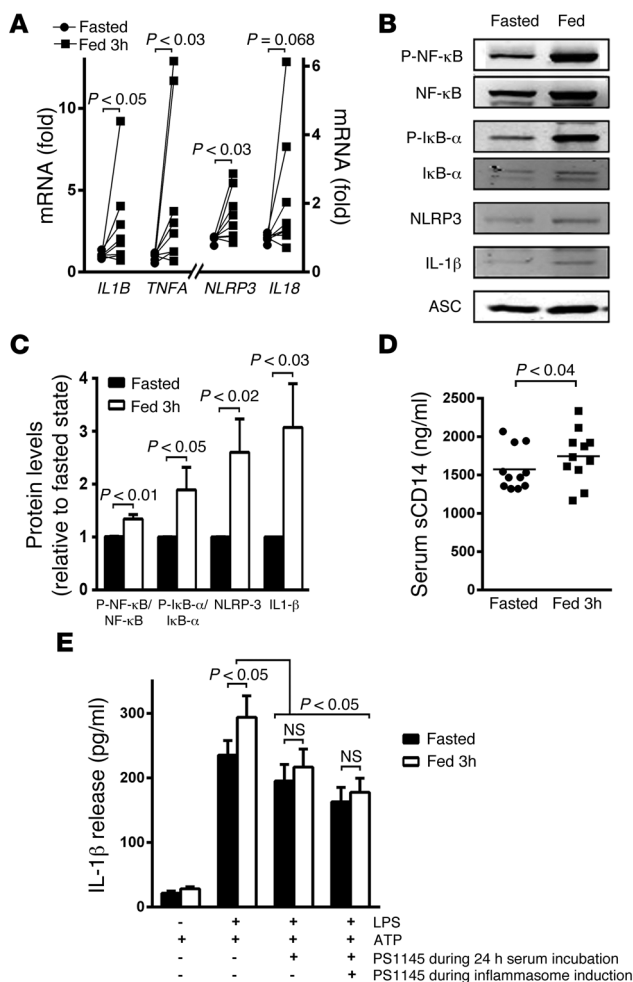 A
Fasted
Fed 3h
P < 0.03
P = 0.068
P < 0.05
P < 0.03
mRNA (fold)
10
5
0
6
4
2
0
mRNA
(fold)
IL1B TNFA NLRP3 IL18
B
Fasted Fed
P-NF-κB
NF-κB
P-IκB-α
IκB-α
NLRP3
IL-1β
ASC
C
Protein levels
(relative to fasted state)
4
3
2
1
0
Fasted
Fed 3h
P < 0.01
P < 0.05
P < 0.02
P < 0.03
P-NF-κB/
NF-κB
P-IκB-α/
IκB-α
NLRP-3
IL1-β
D
P < 0.04
Serum sCD14 (ng/ml)
2500
2000
1500
1000
500
0
Fasted Fed 3h
E
IL-1β release (pg/ml)
300
200
100
0
P < 0.05
P < 0.05
NS
NS
Fasted
Fed 3h
- + + + LPS
+ + + + ATP
- - + + PS1145 during 24 h serum incubation
- - - + PS1145 during inflammasome induction